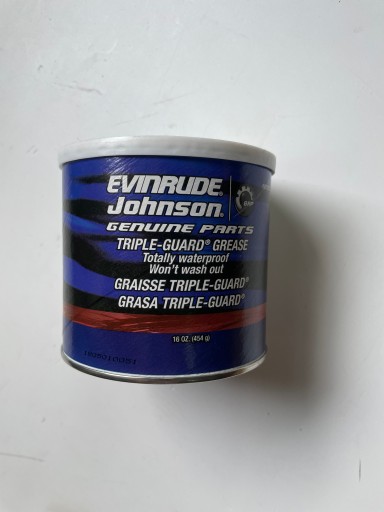 EVINRUDE®
Johnson®
BRP
GENUINE PARTS
TRIPLE-GUARD® GREASE
Totally waterproof
Won't wash out
GRAISSE TRIPLE-GUARD®
GRASA TRIPLE-GUARD®
16 OZ. (454 g)